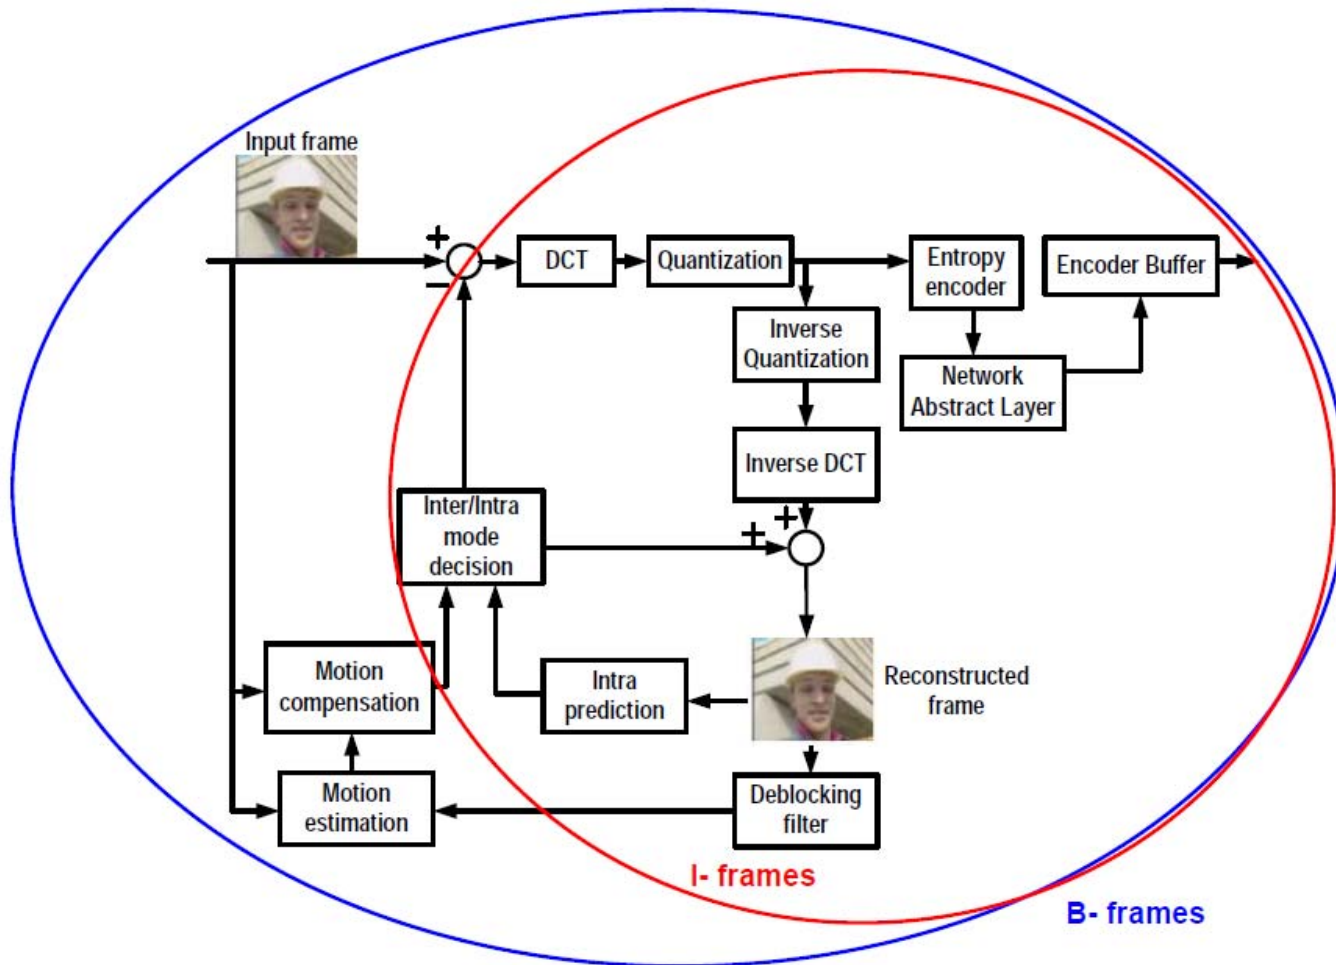 Input frame
+
−
DCT
Quantization
Entropy
encoder
Encoder Buffer
Inverse
Quantization
Network
Abstract Layer
Inverse DCT
Inter/Intra
mode
decision
+
+
Motion
compensation
Intra
prediction
Reconstructed
frame
Motion
estimation
Deblocking
filter
I- frames
B- frames